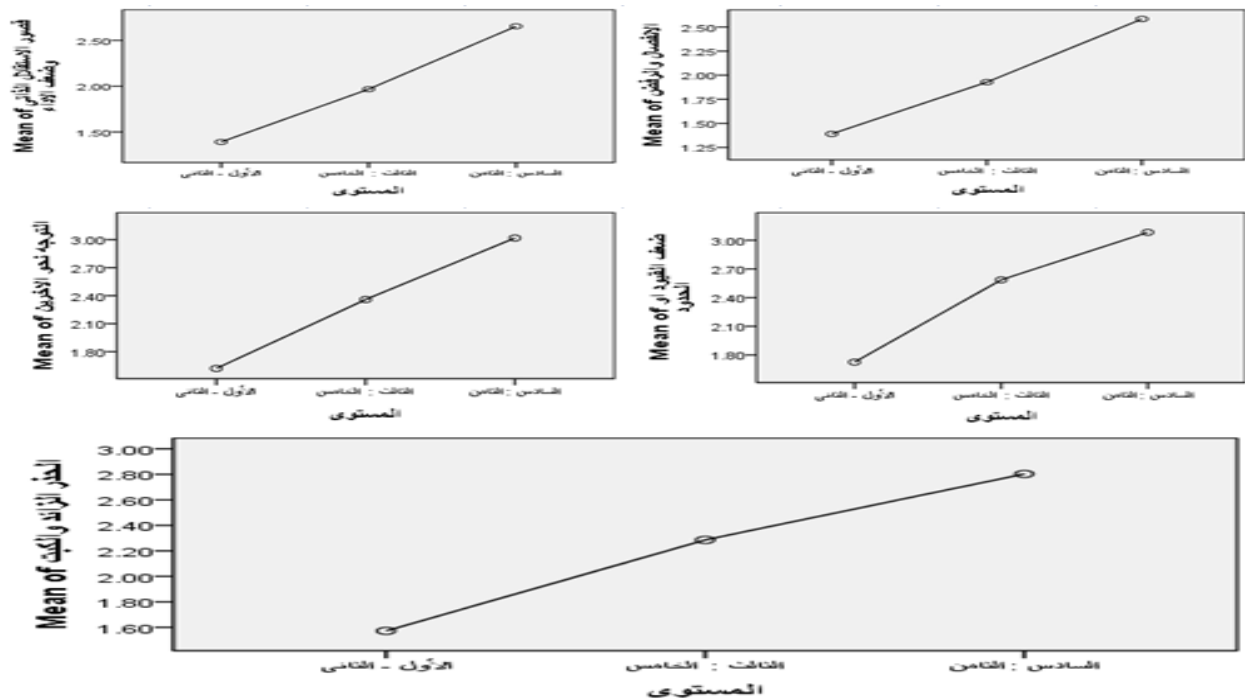 Mean of قصور الاستقلال الذاتي
وضعف الاداء
2.50
2.00
1.50
الأول - الثاني
الثالث : الخامس
السادس : الثامن
المستوى
Mean of الانفصال والرفض
2.50
2.25
2.00
1.75
1.50
1.25
الأول - الثاني
الثالث : الخامس
السادس : الثامن
المستوى
Mean of التوجه نحو الاخرين
3.00
2.70
2.40
2.10
1.80
الأول - الثاني
الثالث : الخامس
السادس : الثامن
المستوى
Mean of ضعف القيود او
الحدود
3.00
2.70
2.40
2.10
1.80
الأول - الثاني
الثالث : الخامس
السادس : الثامن
المستوى
Mean of الحذر الزائد والكبت
3.00
2.80
2.60
2.40
2.20
2.00
1.80
1.60
الأول - الثاني
الثالث : الخامس
السادس : الثامن
المستوى